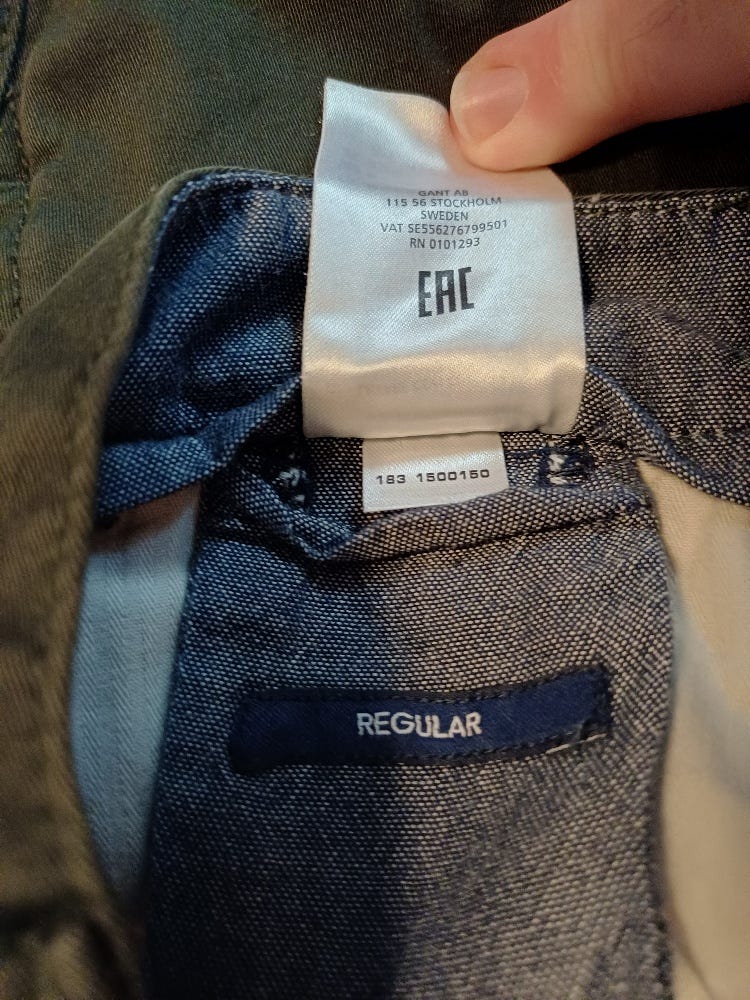 GANT AB
115 56 STOCKHOLM
SWEDEN
VAT SE556276799501
RN 0101293
EAC
183 1500150
REGULAR